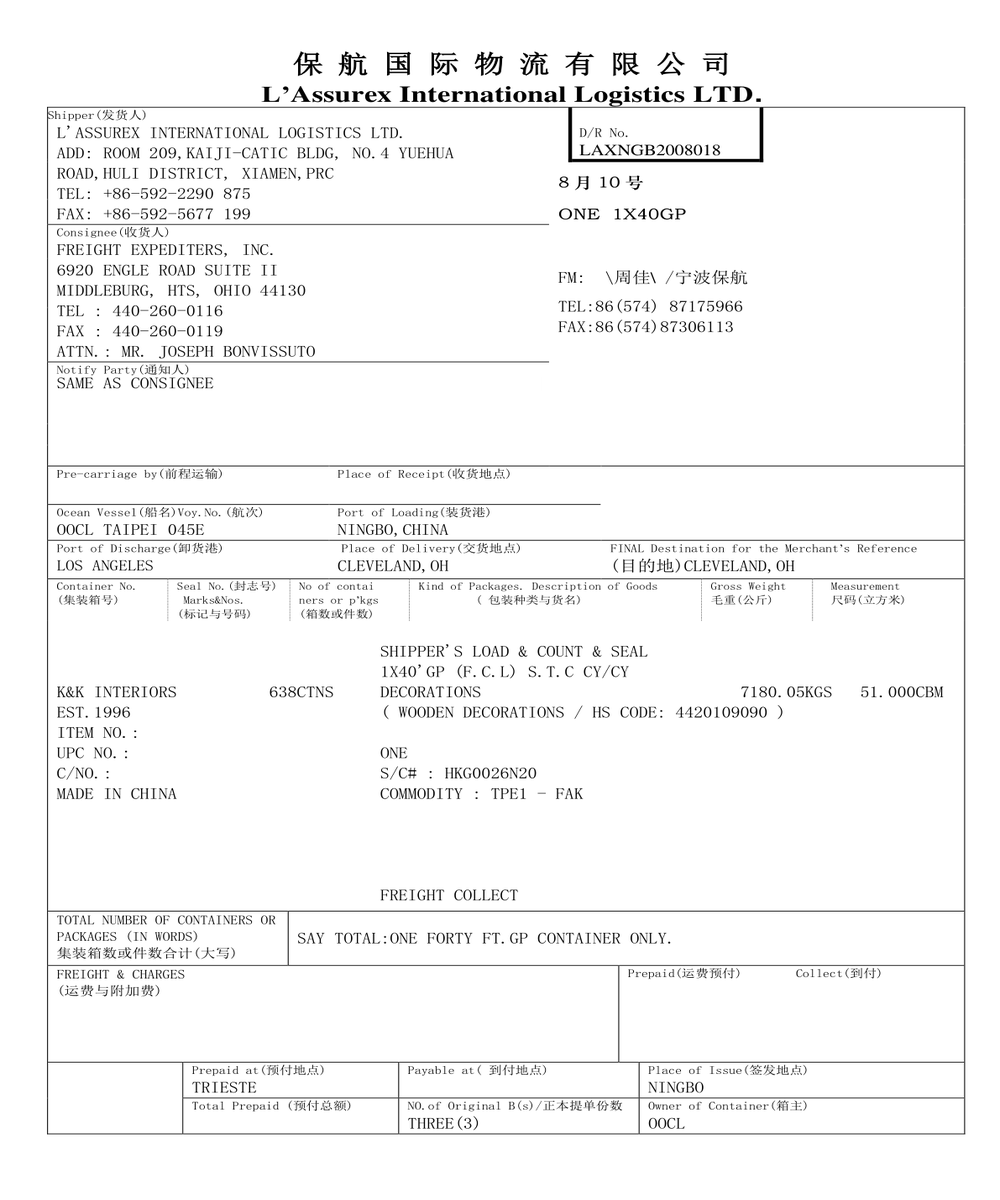 保航国际物流有限公司
L'Assurex International Logistics LTD.
Shipper(发货人)
L'ASSUREX INTERNATIONAL LOGISTICS LTD.
ADD: ROOM 209,KAIJI-CATIC BLDG, NO.4 YUEHUA
ROAD,HULI DISTRICT, XIAMEN,PRC
TEL: +86-592-2290 875
FAX: +86-592-5677 199
D/R No.
LAXNGB2008018
8月10号
ONE 1X40GP
Consignee(收货人)
FREIGHT EXPEDITERS, INC.
6920 ENGLE ROAD SUITE II
MIDDLEBURG, HTS, OHIO 44130
TEL : 440-260-0116
FAX : 440-260-0119
ATTN.: MR. JOSEPH BONVISSUTO
FM: \周佳\ /宁波保航
TEL:86(574) 87175966
FAX:86(574)87306113
Notify Party(通知人)
SAME AS CONSIGNEE
Pre-carriage by(前程运输) Place of Receipt(收货地点)
Ocean Vessel(船名)Voy.No.(航次) Port of Loading(装货港)
OOCL TAIPEI 045E NINGBO,CHINA
Port of Discharge(卸货港) Place of Delivery(交货地点) FINAL Destination for the Merchant's Reference
LOS ANGELES CLEVELAND,OH (目的地)CLEVELAND,OH
Container No. Seal No.(封志号) No of contai Kind of Packages. Description of Goods Gross Weight Measurement
(集装箱号) Marks&Nos. ners or p'kgs ( 包装种类与货名) 毛重(公斤) 尺码(立方米)
(标记与号码) (箱数或件数)
SHIPPER'S LOAD & COUNT & SEAL
1X40'GP (F.C.L) S.T.C CY/CY
K&K INTERIORS 638CTNS DECORATIONS 7180.05KGS 51.000CBM
EST.1996 ( WOODEN DECORATIONS / HS CODE: 4420109090 )
ITEM NO.:
UPC NO.: ONE
C/NO.: S/C# : HKG0026N20
MADE IN CHINA COMMODITY : TPE1 - FAK
FREIGHT COLLECT
TOTAL NUMBER OF CONTAINERS OR
PACKAGES (IN WORDS)
集装箱数或件数合计(大写)
SAY TOTAL:ONE FORTY FT.GP CONTAINER ONLY.
FREIGHT & CHARGES
(运费与附加费)
Prepaid(运费预付) Collect(到付)
Prepaid at(预付地点) Payable at( 到付地点) Place of Issue(签发地点)
TRIESTE NINGBO
Total Prepaid (预付总额) NO.of Original B(s)/正本提单份数 Owner of Container(箱主)
THREE(3) OOCL